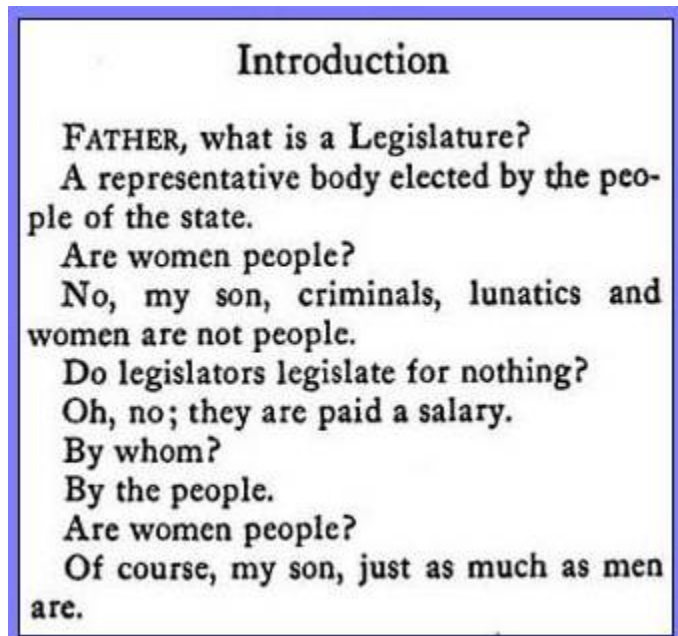 Introduction
FATHER, what is a Legislature?
A representative body elected by the peo-
ple of the state.
Are women people?
No, my son, criminals, lunatics and
women are not people.
Do legislators legislate for nothing?
Oh, no; they are paid a salary.
By whom?
By the people.
Are women people?
Of course, my son, just as much as men
are.